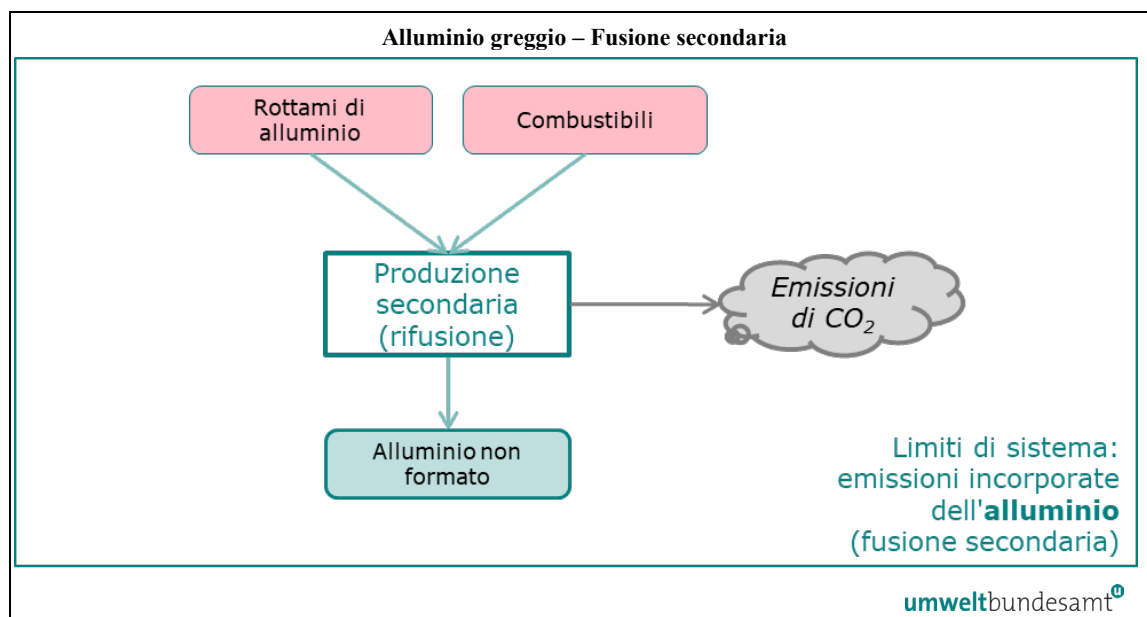 Alluminio greggio – Fusione secondaria
Rottami di
alluminio
Combustibili
Produzione
secondaria
(rifusione)
Emissioni
di CO2
Alluminio non
formato
Limiti di sistema:
emissioni incorporate
dell'alluminio
(fusione secondaria)
umweltbundesamt u